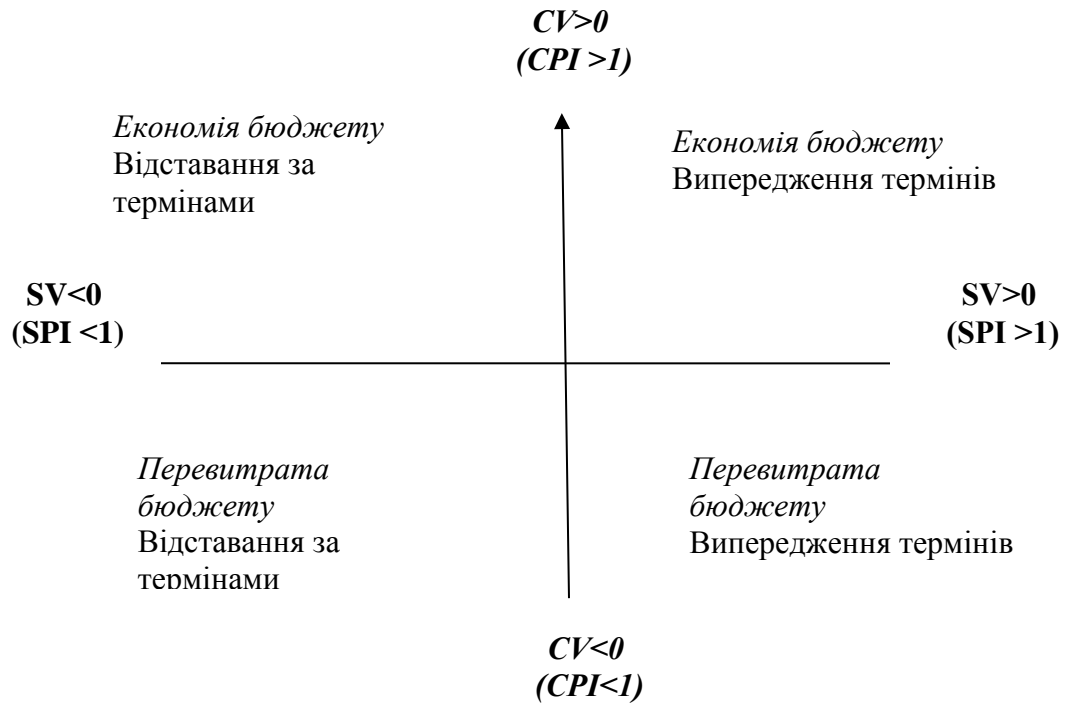 CV>0
(CPI >1)
Економія бюджету
Відставання за
термінами
Економія бюджету
Випередження термінів
SV<0
(SPI <1)
SV>0
(SPI >1)
Перевитрата
бюджету
Відставання за
термінами
Перевитрата
бюджету
Випередження термінів
CV<0
(CPI<1)